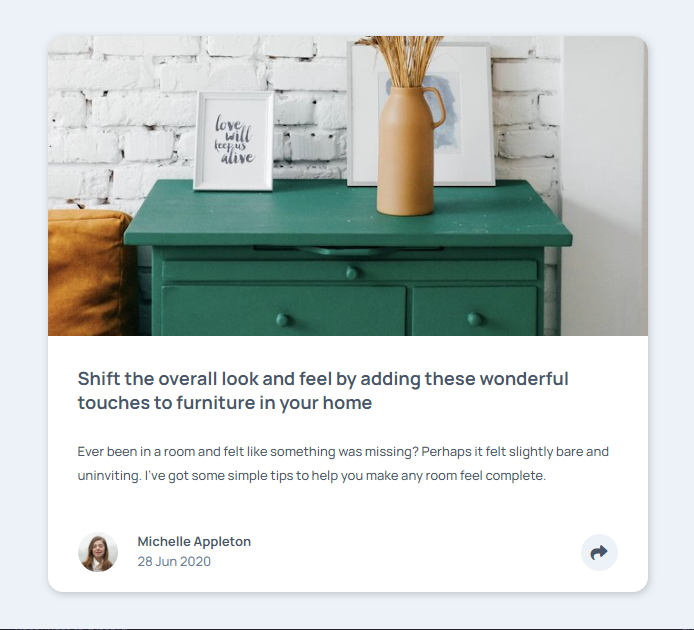 love
will
keep us
alive
Shift the overall look and feel by adding these wonderful
touches to furniture in your home
Ever been in a room and felt like something was missing? Perhaps it felt slightly bare and
uninviting. I've got some simple tips to help you make any room feel complete.
Michelle Appleton
28 Jun 2020